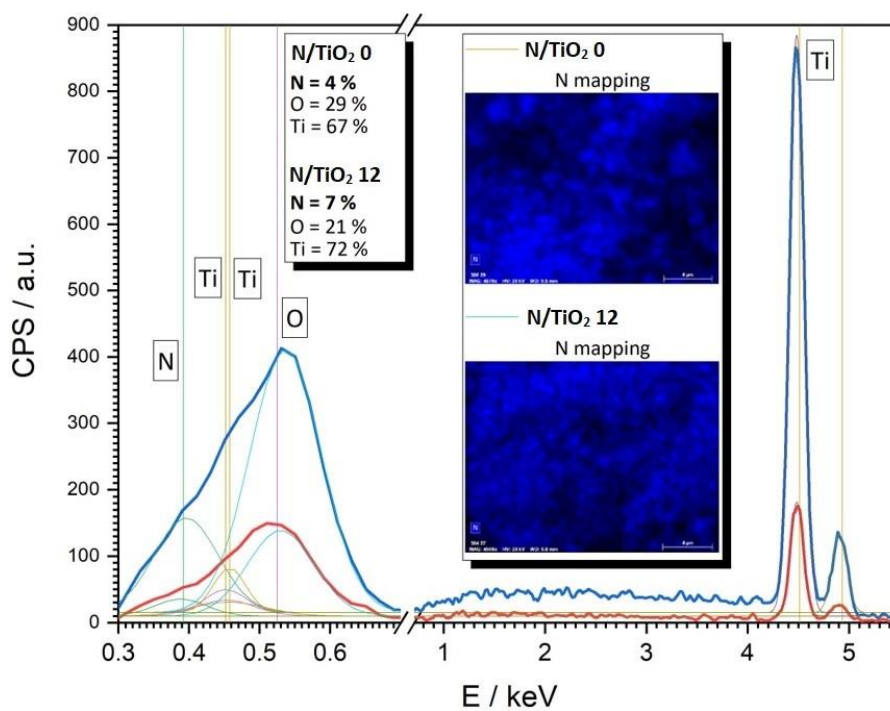 900
800
700
600
500
400
300
200
100
0
CPS / a.u.
N/TiO₂ 0
N = 4 %
O = 29 %
Ti = 67 %
N/TiO₂ 12
N = 7 %
O = 21 %
Ti = 72 %
N
Ti
Ti
O
N/TiO₂ 0
N mapping
N
N/TiO₂ 12
N mapping
N
Ti
0.3
0.4
0.5
0.6
1
2
3
4
5
E / keV